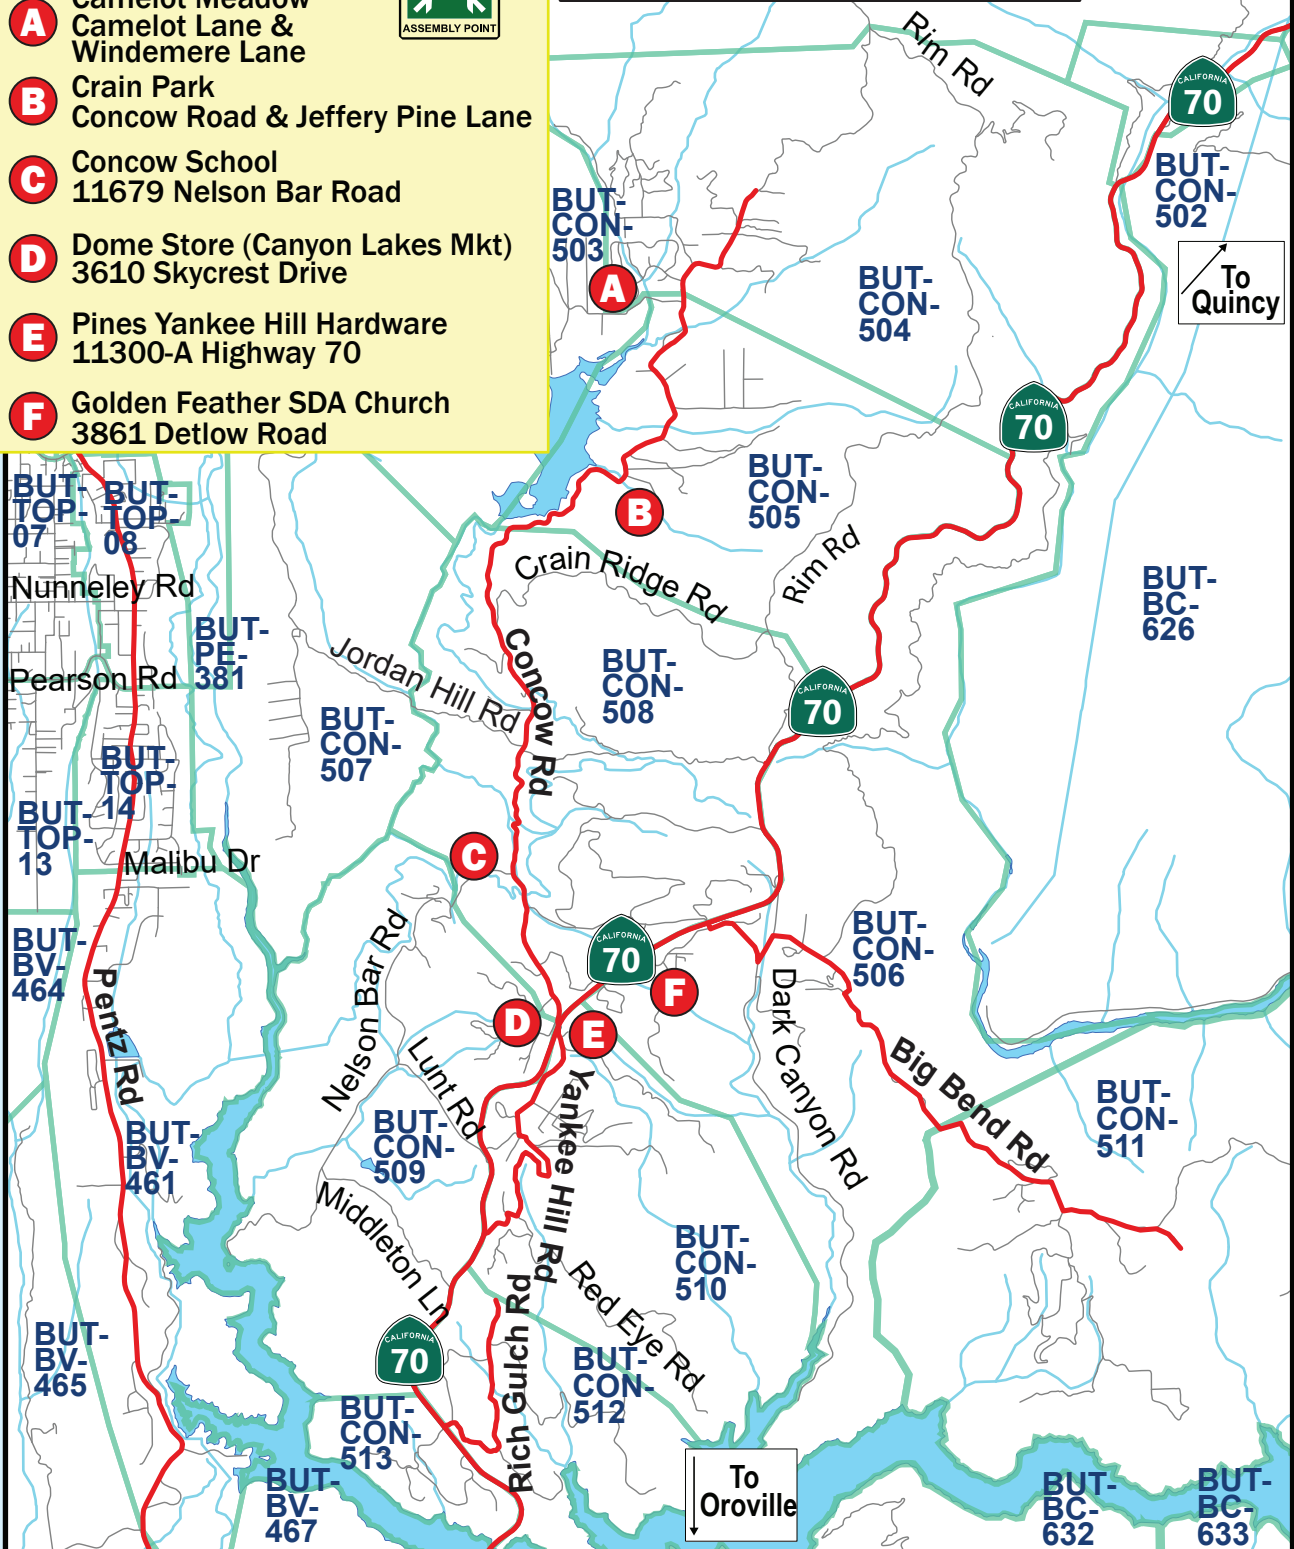 A
Camelot Meadow
Camelot Lane &
Windemere Lane
ASSEMBLY POINT
B
Crain Park
Concow Road & Jeffery Pine Lane
C
Concow School
11679 Nelson Bar Road
D
Dome Store (Canyon Lakes Mkt)
3610 Skycrest Drive
E
Pines Yankee Hill Hardware
11300-A Highway 70
F
Golden Feather SDA Church
3861 Detlow Road
Rim Rd
CALIFORNIA
70
BUT-
CON-
502
BUT-
CON-
503
To
Quincy
A
BUT-
CON-
504
CALIFORNIA
70
BUT-
TOP-
07
BUT-
TOP-
08
B
BUT-
CON-
505
Rim Rd
Crain Ridge Rd
Nunneley Rd
BUT-
BC-
626
BUT-
PE-
381
Pearson Rd
Jordan Hill Rd
Concow Rd
BUT-
CON-
508
CALIFORNIA
70
BUT-
CON-
507
BUT-
TOP-
14
BUT-
TOP-
13
Malibu Dr
C
BUT-
BV-
464
Nelson Bar Rd
CALIFORNIA
70
BUT-
CON-
506
Pentz Rd
D
E
F
Dark Canyon Rd
Lunt Rd
Yankee Hill Rd
Big Bend Rd
BUT-
CON-
511
BUT-
BV-
461
BUT-
CON-
509
Middleton Ln
BUT-
CON-
510
Red Eye Rd
Rich Gulch Rd
CALIFORNIA
70
BUT-
BV-
465
BUT-
CON-
512
BUT-
CON-
513
BUT-
BV-
467
To
Oroville
BUT-
BC-
632
BUT-
BC-
633